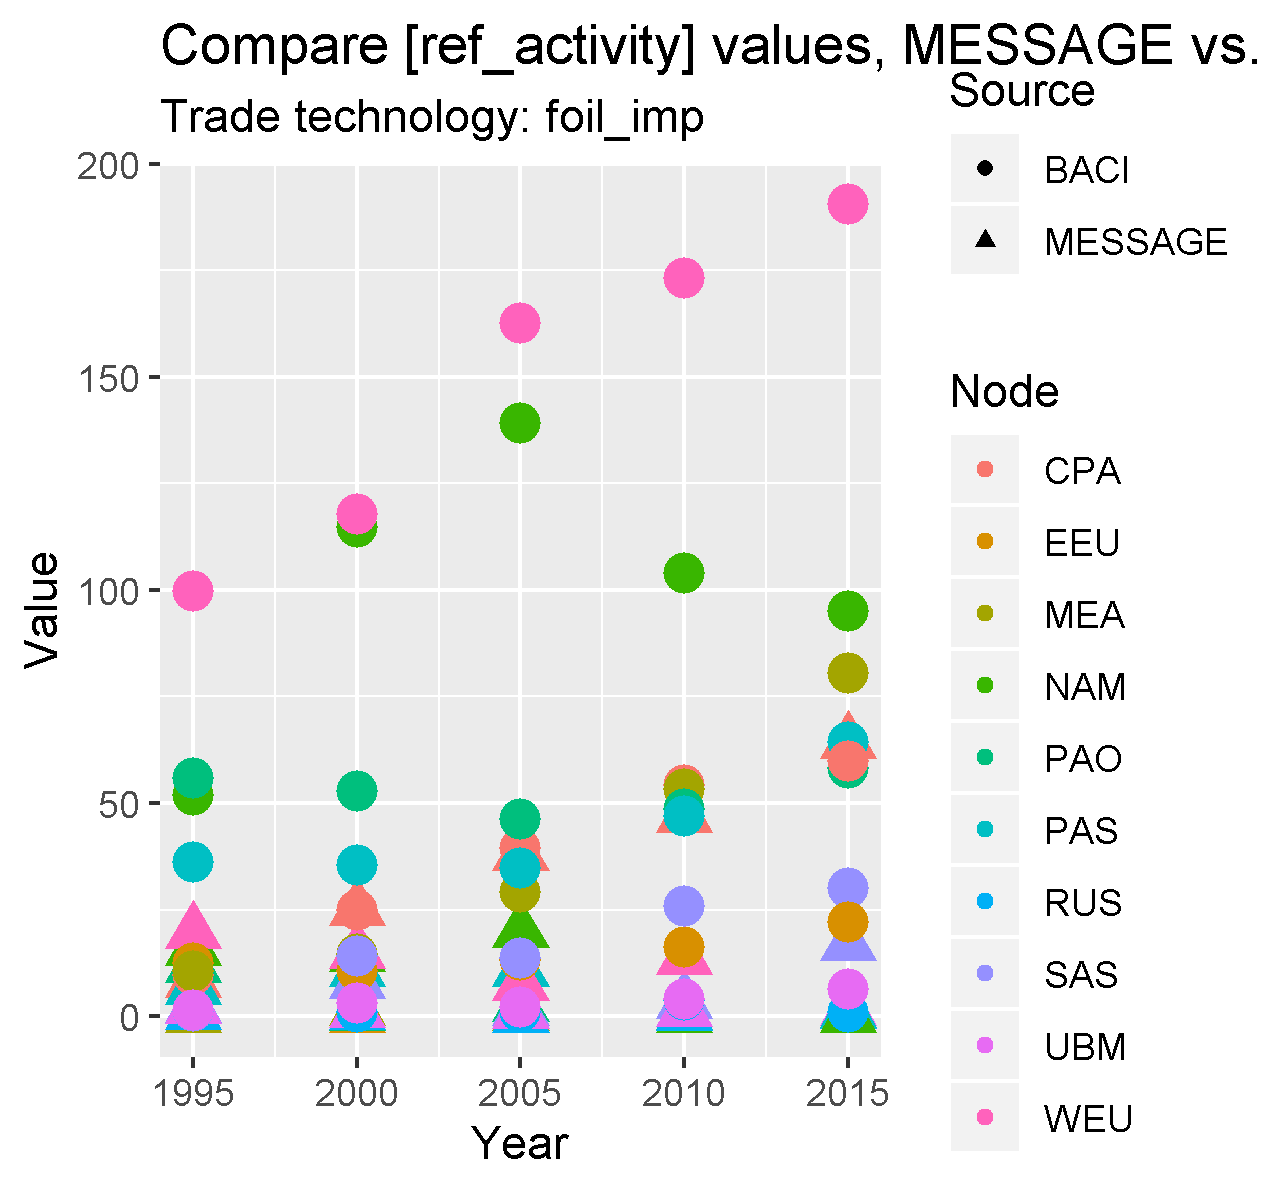 Compare [ref_activity] values, MESSAGE vs.
Trade technology: foil_imp
Source
BACI
MESSAGE
Node
CPA
EEU
MEA
NAM
PAO
PAS
RUS
SAS
UBM
WEU
Value
200
150
100
50
0
1995 2000 2005 2010 2015
Year